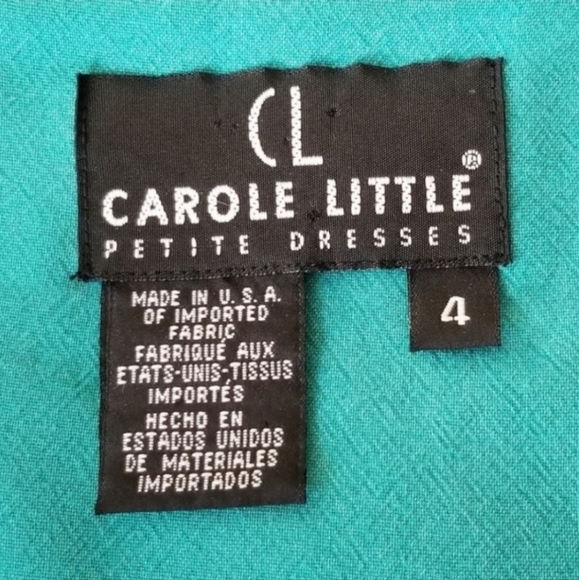 CL
CAROLE LITTLE®
PETITE DRESSES
4
MADE IN U.S.A.
OF IMPORTED
FABRIC
FABRIQUÉ AUX
ETATS-UNIS-TISSUS
IMPORTÉS
HECHO EN
ESTADOS UNIDOS
DE MATERIALES
IMPORTADOS